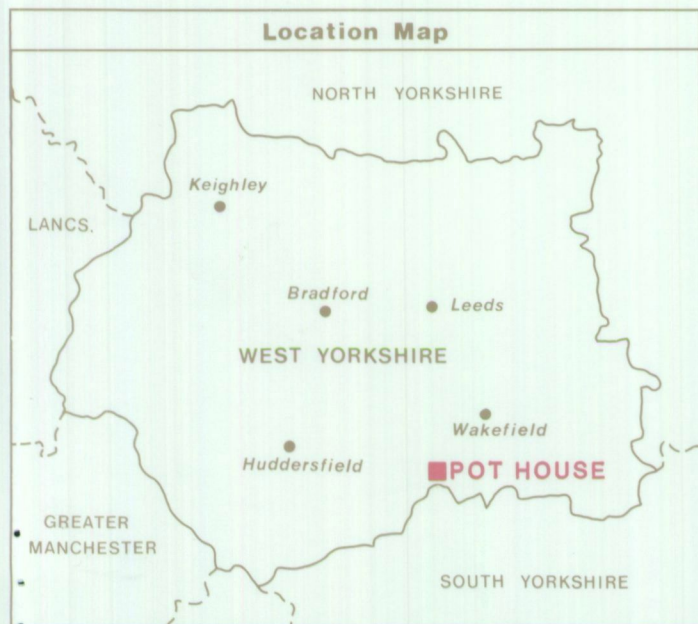 Location Map
NORTH YORKSHIRE
Keighley
LANCS.
Bradford
Leeds
WEST YORKSHIRE
Wakefield
Huddersfield
POT HOUSE
GREATER
MANCHESTER
SOUTH YORKSHIRE